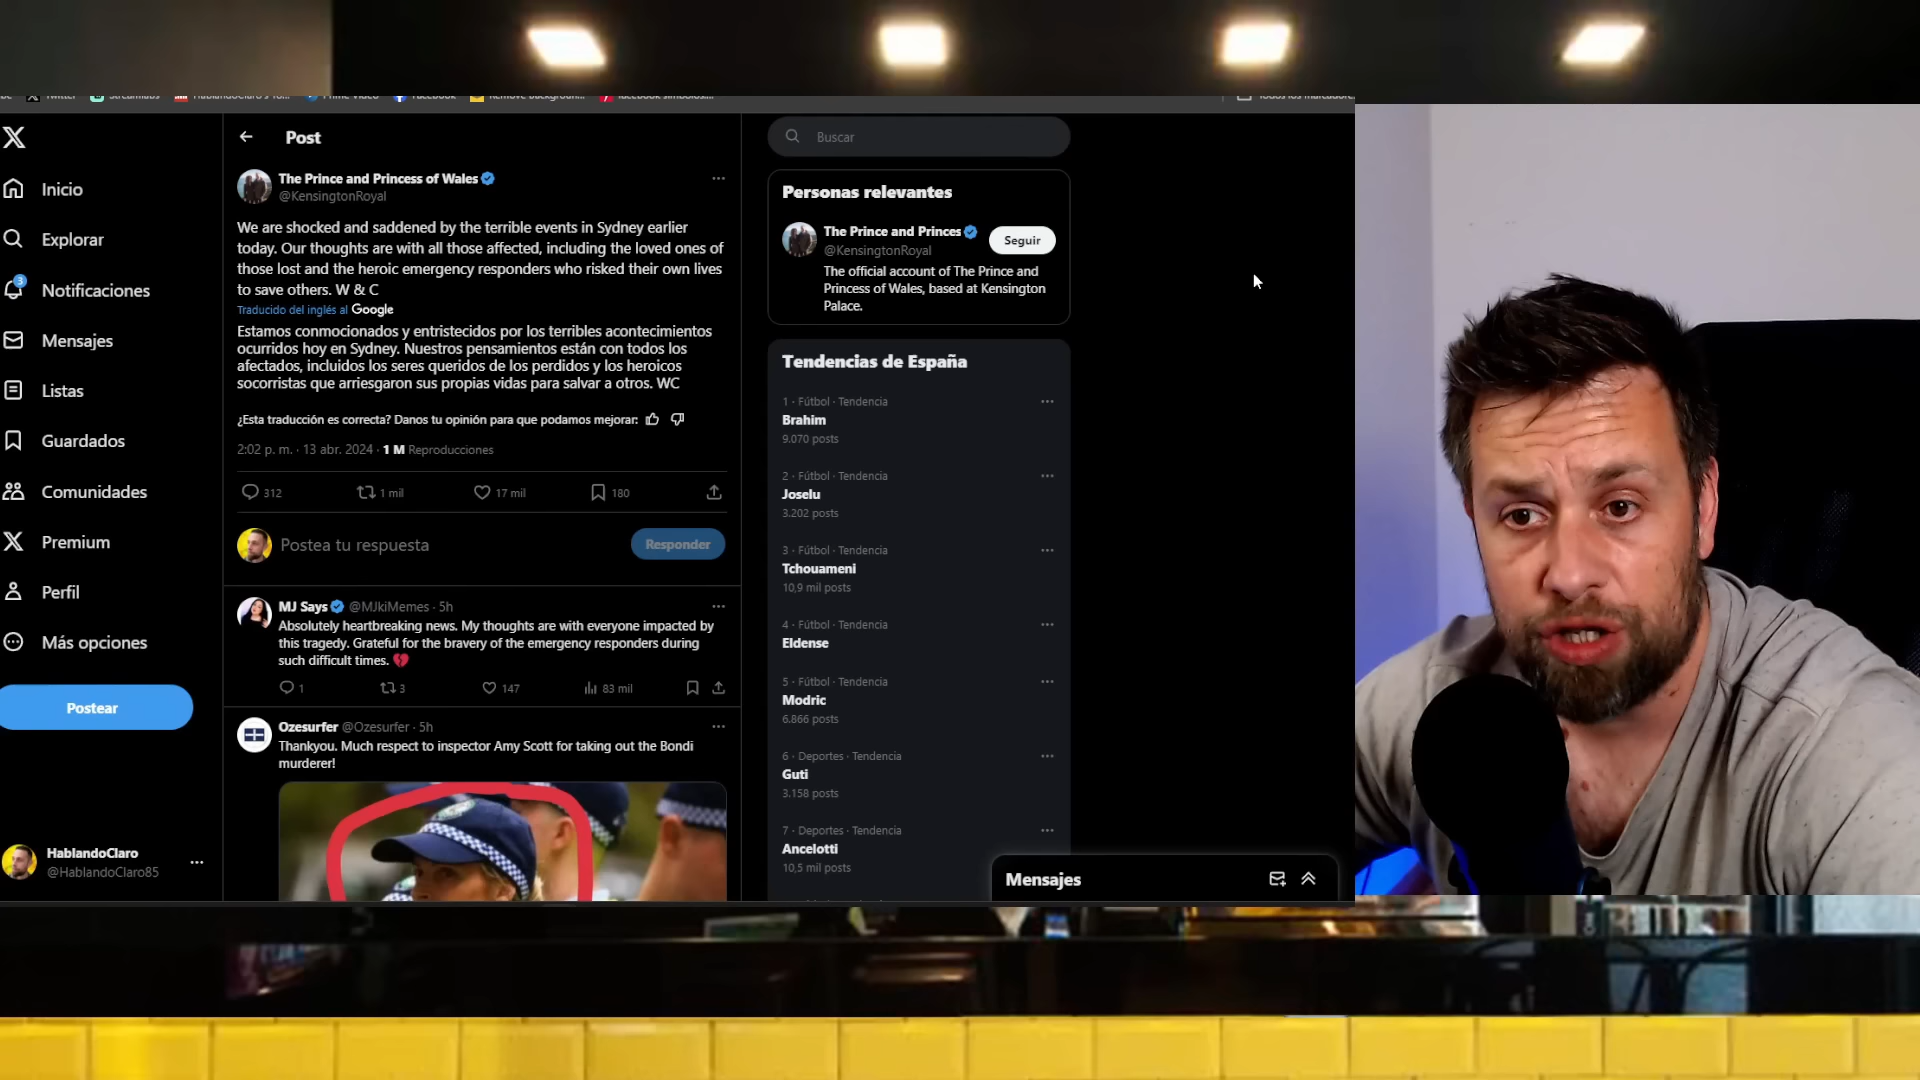 Twitter
Streamlabs
Prime Video
Facebook
Todos los marcadores
Post
Buscar
Inicio
Explorar
3
Notificaciones
Mensajes
Listas
Guardados
Comunidades
Premium
Perfil
Más opciones
Postear
HablandoClaro
@HablandoClaro85
The Prince and Princess of Wales
@KensingtonRoyal
We are shocked and saddened by the terrible events in Sydney earlier
today. Our thoughts are with all those affected, including the loved ones of
those lost and the heroic emergency responders who risked their own lives
to save others. W & C
Traducido del inglés al Google
Estamos conmocionados y entristecidos por los terribles acontecimientos
ocurridos hoy en Sydney. Nuestros pensamientos están con todos los
afectados, incluidos los seres queridos de los perdidos y los heroicos
socorristas que arriesgaron sus propias vidas para salvar a otros. WC
¿Esta traducción es correcta? Danos tu opinión para que podamos mejorar:
2:02 p. m. · 13 abr. 2024 · 1 M Reproducciones
312 1 mil 17 mil 180
Postea tu respuesta
Responder
MJ Says @MJkiMemes · 5h
Absolutely heartbreaking news. My thoughts are with everyone impacted by
this tragedy. Grateful for the bravery of the emergency responders during
such difficult times.
1 3 147 83 mil
Ozesurfer @Ozesurfer · 5h
Thankyou. Much respect to inspector Amy Scott for taking out the Bondi
murderer!
Personas relevantes
The Prince and Princes
@KensingtonRoyal
Seguir
The official account of The Prince and
Princess of Wales, based at Kensington
Palace.
Tendencias de España
1 · Fútbol · Tendencia
Brahim
9.070 posts
2 · Fútbol · Tendencia
Joselu
3.202 posts
3 · Fútbol · Tendencia
Tchouameni
10,9 mil posts
4 · Fútbol · Tendencia
Eldense
5 · Fútbol · Tendencia
Modric
6.866 posts
6 · Deportes · Tendencia
Guti
3.158 posts
7 · Deportes · Tendencia
Ancelotti
10,5 mil posts
Mensajes